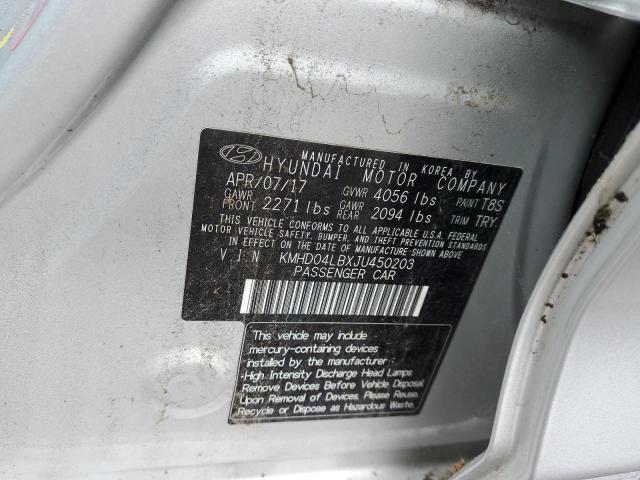 MANUFACTURED IN KOREA BY
HYUNDAI MOTOR COMPANY
APR/07/17 GVWR 4056 lbs PAINT T8S
GAWR FRONT 2271 lbs GAWR REAR 2094 lbs TRIM TRY
THIS VEHICLE CONFORMS TO ALL APPLICABLE U.S.A. FEDERAL
MOTOR VEHICLE SAFETY, BUMPER, AND THEFT PREVENTION STANDARDS
IN EFFECT ON THE DATE OF MANUFACTURE SHOWN ABOVE
V I N KMHD04LBXJU450203
PASSENGER CAR
This vehicle may include
mercury-containing devices
installed by the manufacturer :
-High Intensity Discharge Head Lamps
Remove Devices Before Vehicle Disposal
Upon Removal of Devices, Please Reuse,
Recycle or Dispose as Hazardous Waste.